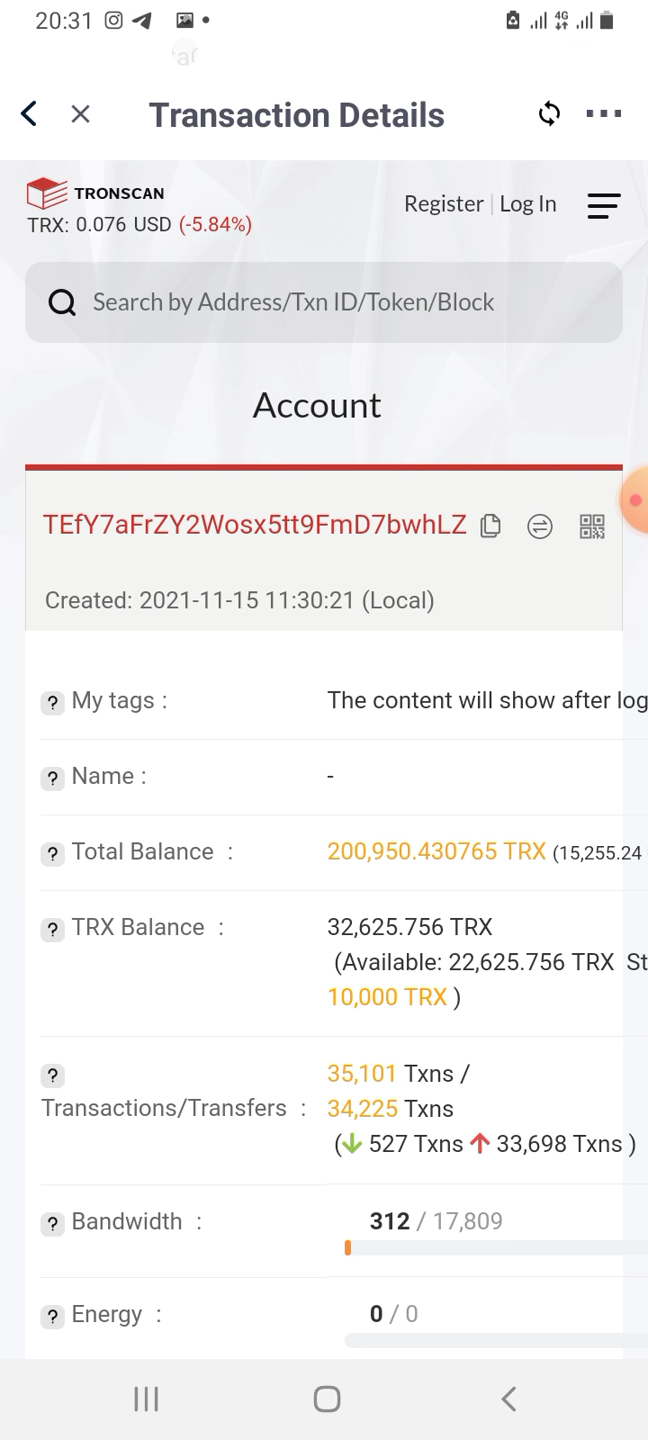 20:31
4G
Transaction Details
TRONSCAN
TRX: 0.076 USD (-5.84%)
Register | Log In
Search by Address/Txn ID/Token/Block
Account
TEfY7aFrZY2Wosx5tt9FmD7bwhLZ
Created: 2021-11-15 11:30:21 (Local)
? My tags : The content will show after log
? Name : -
? Total Balance : 200,950.430765 TRX (15,255.24
? TRX Balance : 32,625.756 TRX
(Available: 22,625.756 TRX St
10,000 TRX )
? Transactions/Transfers : 35,101 Txns /
34,225 Txns
(↓ 527 Txns ↑ 33,698 Txns )
? Bandwidth : 312 / 17,809
? Energy : 0 / 0